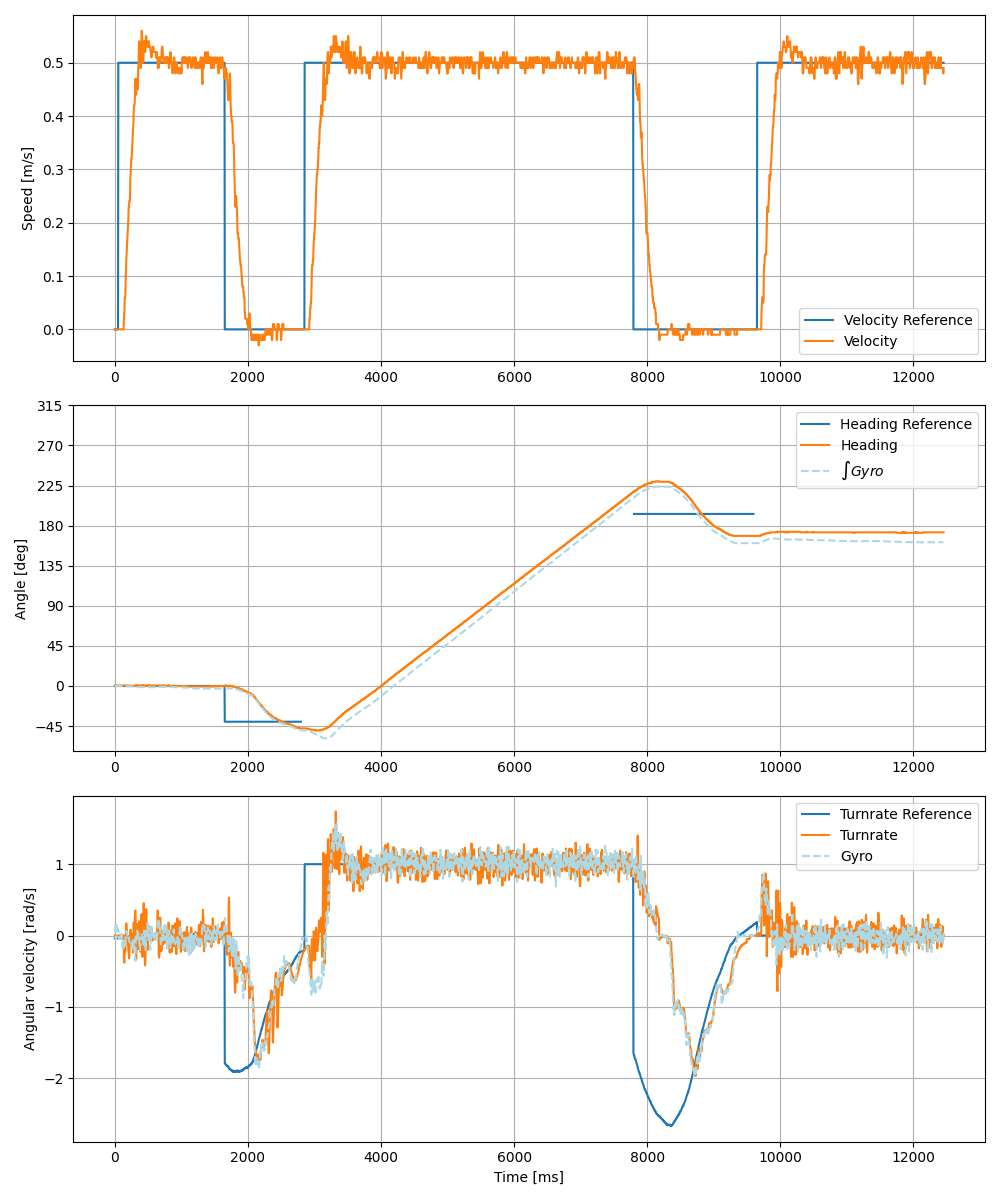 0.5
0.4
0.3
0.2
0.1
0.0
Speed [m/s]
Velocity Reference
Velocity
0 2000 4000 6000 8000 10000 12000
315
270
225
180
135
90
45
0
−45
Angle [deg]
Heading Reference
Heading
∫Gyro
0 2000 4000 6000 8000 10000 12000
1
0
−1
−2
Angular velocity [rad/s]
Turnrate Reference
Turnrate
Gyro
0 2000 4000 6000 8000 10000 12000
Time [ms]